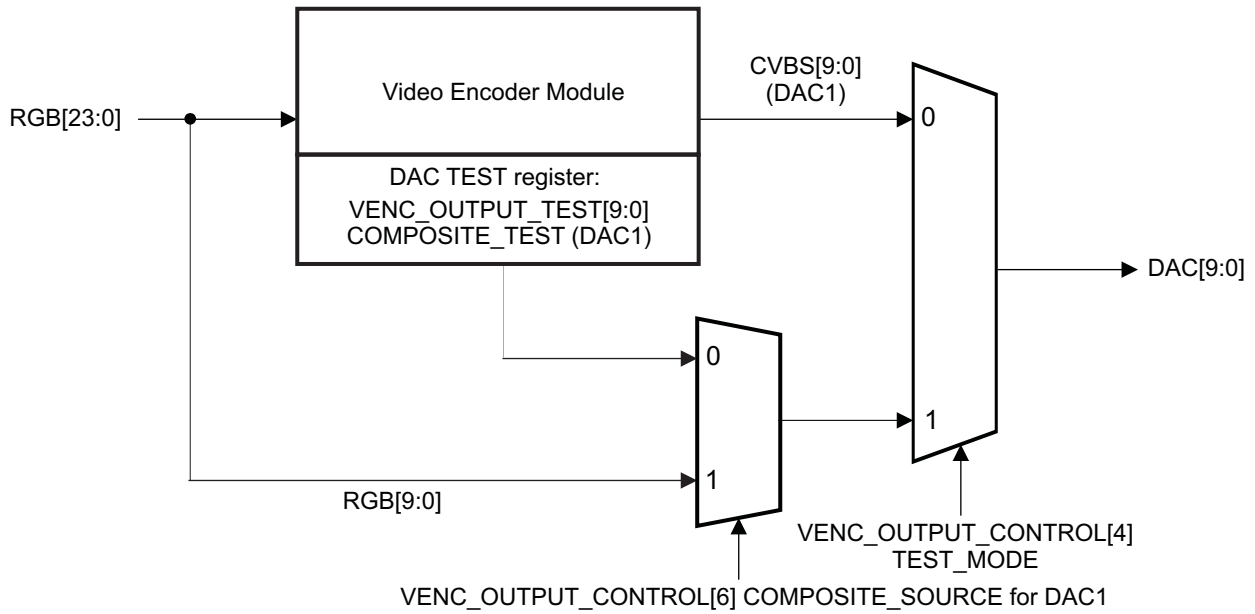 CVBS[9:0]
(DAC1)
Video Encoder Module
RGB[23:0]
0
DAC TEST register:
VENC_OUTPUT_TEST[9:0]
COMPOSITE_TEST (DAC1)
DAC[9:0]
0
1
1
RGB[9:0]
VENC_OUTPUT_CONTROL[4]
TEST_MODE
VENC_OUTPUT_CONTROL[6] COMPOSITE_SOURCE for DAC1